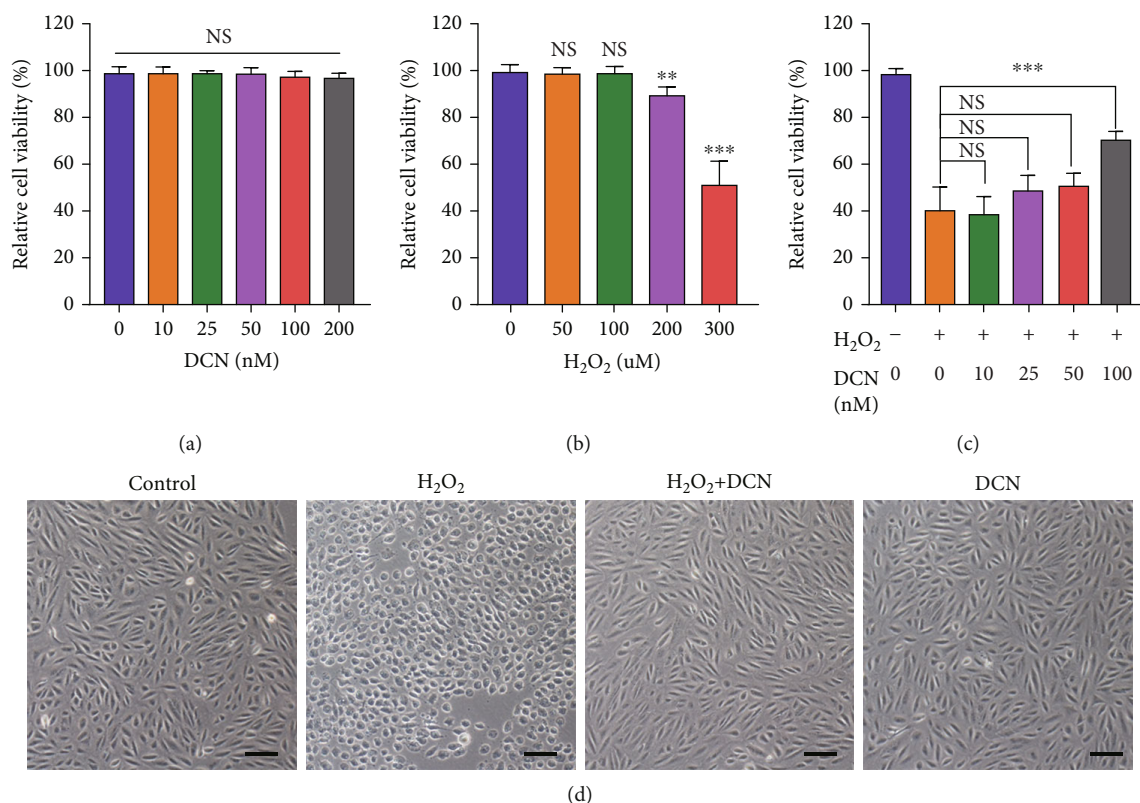 120
100
80
60
40
20
0
Relative cell viability (%)
NS
0 10 25 50 100 200
DCN (nM)
(a)
120
100
80
60
40
20
0
Relative cell viability (%)
NS NS
**
***
0 50 100 200 300
H₂O₂ (uM)
(b)
120
100
80
60
40
20
0
Relative cell viability (%)
***
NS
NS
NS
H₂O₂ − + + + + +
DCN 0 0 10 25 50 100
(nM)
(c)
Control H₂O₂ H₂O₂+DCN DCN
(d)